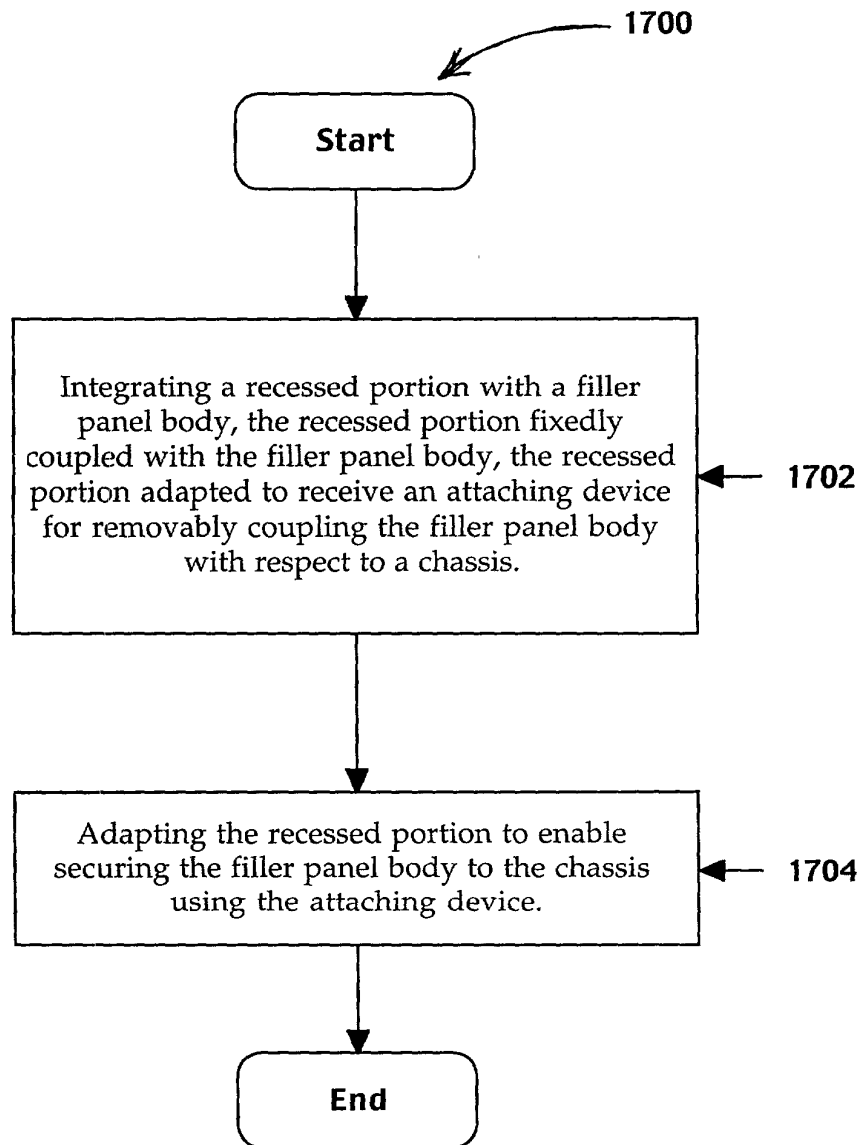 1700
Start
Integrating a recessed portion with a filler
panel body, the recessed portion fixedly
coupled with the filler panel body, the recessed
portion adapted to receive an attaching device
for removably coupling the filler panel body
with respect to a chassis.
1702
Adapting the recessed portion to enable
securing the filler panel body to the chassis
using the attaching device.
1704
End